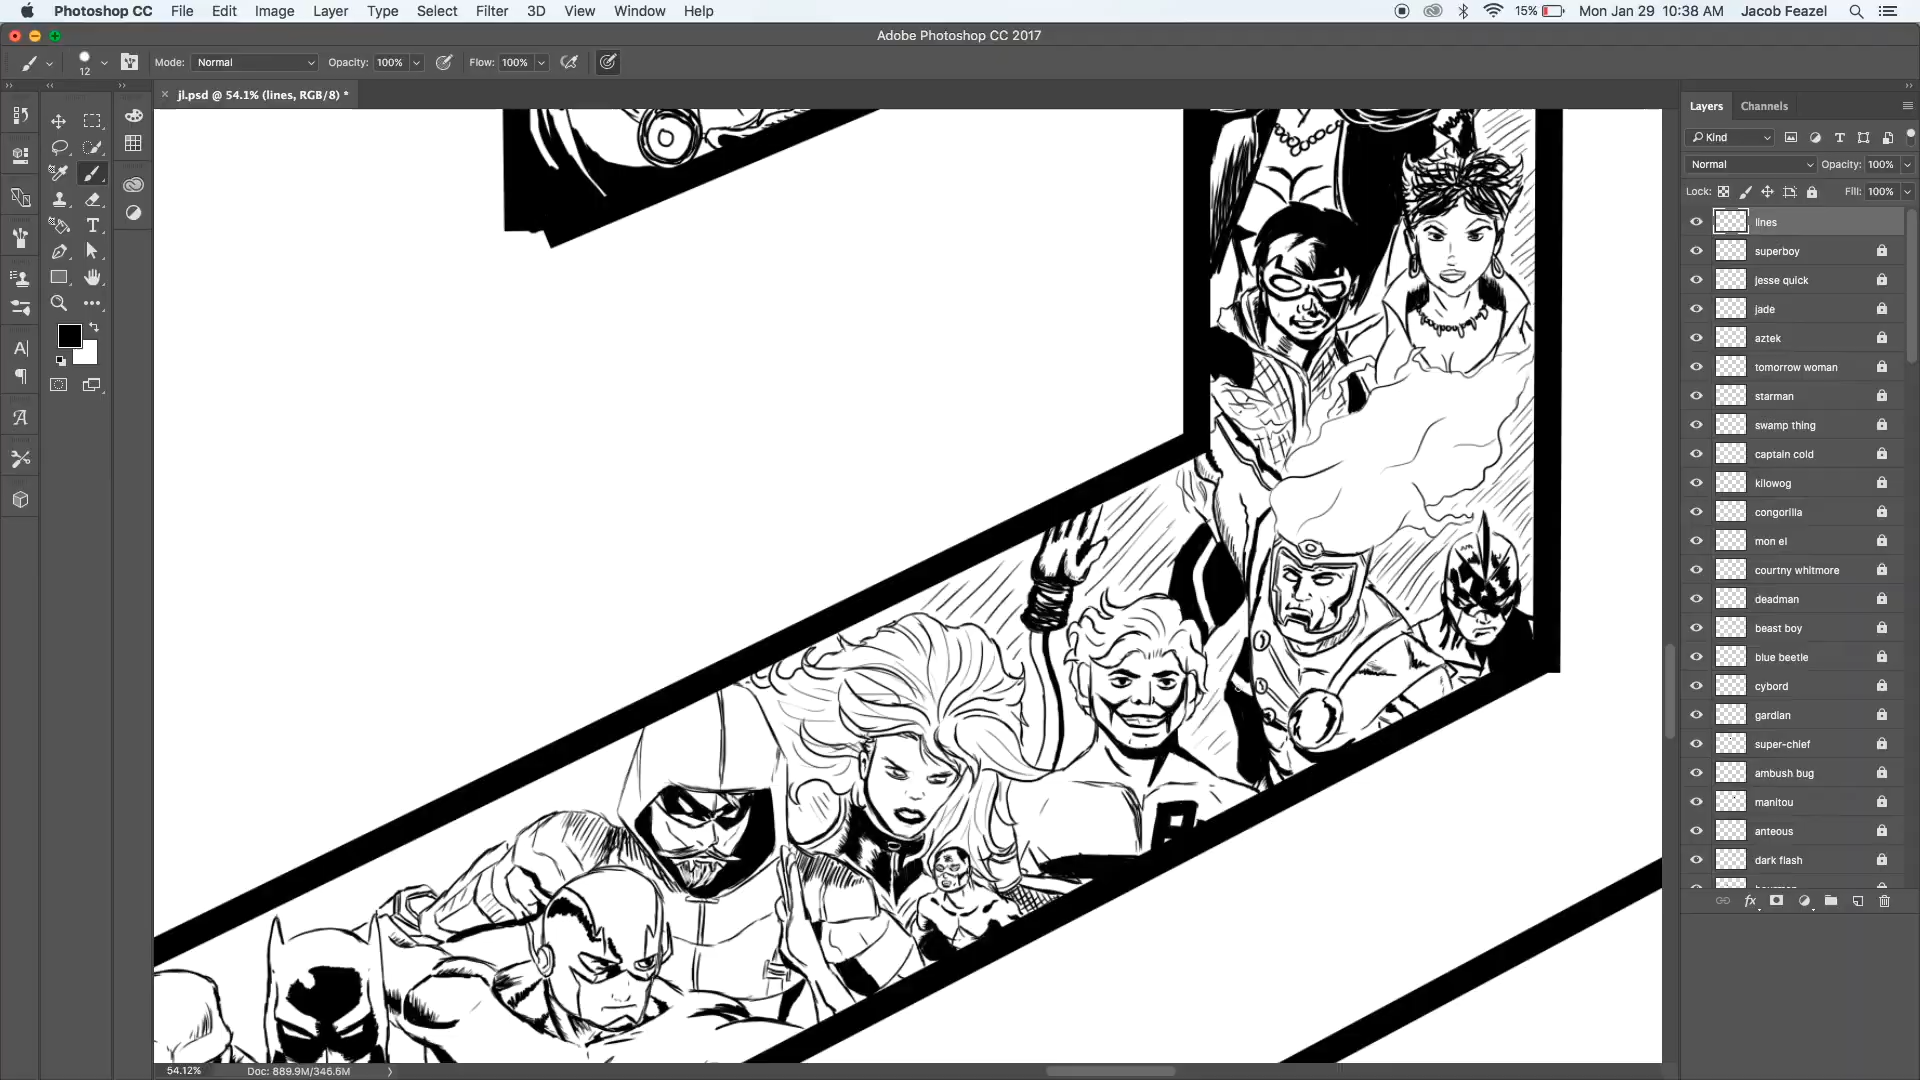 Photoshop CC File Edit Image Layer Type Select Filter 3D View Window Help 15% Mon Jan 29 10:38 AM Jacob Feazel
Adobe Photoshop CC 2017
12 Mode: Normal Opacity: 100% Flow: 100%
× jl.psd @ 54.1% (lines, RGB/8) *
Layers Channels
Kind
Normal Opacity: 100%
Lock: Fill: 100%
lines
superboy
jesse quick
jade
aztek
tomorrow woman
starman
swamp thing
captain cold
kilowog
congorilla
mon el
courtny whitmore
deadman
beast boy
blue beetle
cybord
gardian
super-chief
ambush bug
manitou
anteous
dark flash
54.12% Doc: 889.9M/346.6M